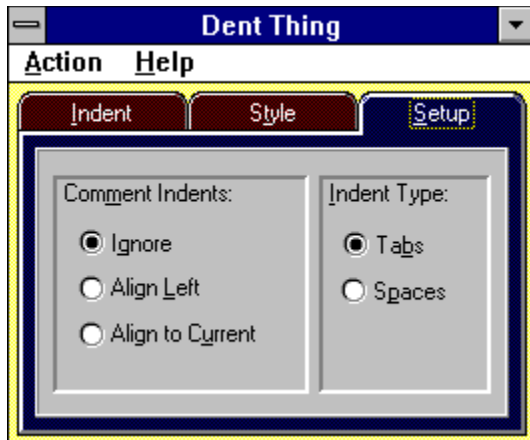 Dent Thing
Action Help
Indent Style Setup
Comment Indents: Indent Type:
Ignore Tabs
Align Left Spaces
Align to Current